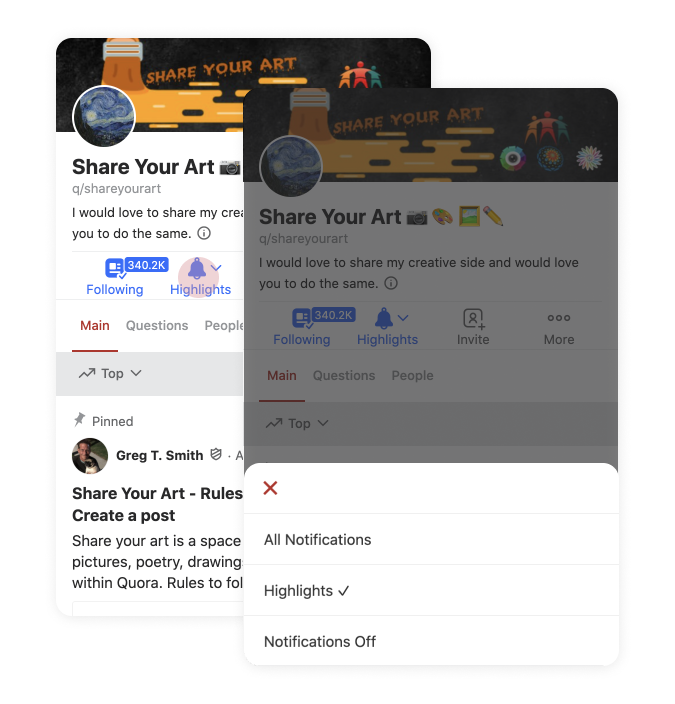 SHARE YOUR ART
Share Your Art
q/shareyourart
I would love to share my
you to do the same.
340.2K
Following
Highlights
Main Questions People
Top
Pinned
Greg T. Smith
Share Your Art - Rules
Create a post
Share your art is a space
pictures, poetry, drawings
within Quora. Rules to
SHARE YOUR ART
Share Your Art 📷🎨🖼️✏️
q/shareyourart
I would love to share my creative side and would love
you to do the same.
340.2K
Following Highlights Invite More
Main Questions People
Top
All Notifications
Highlights ✓
Notifications Off